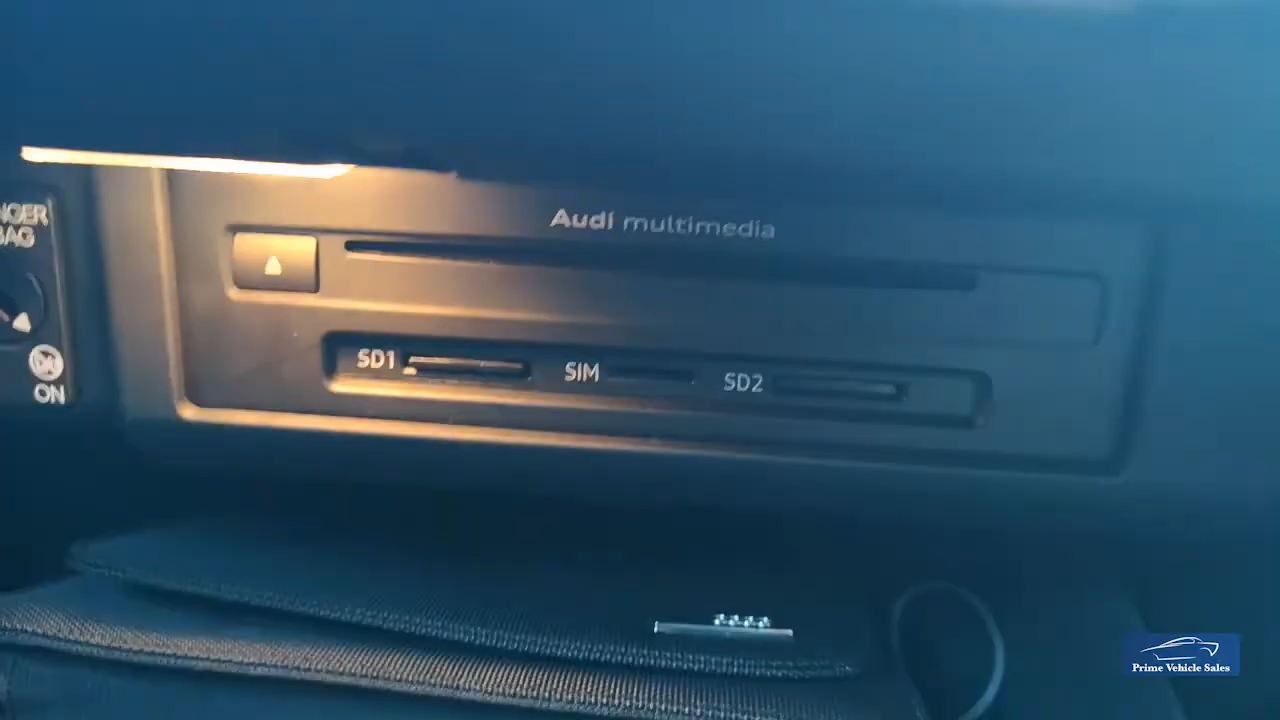 Audi multimedia
NGER
BAG
SD1
SIM
SD2
ON
Prime Vehicle Sales